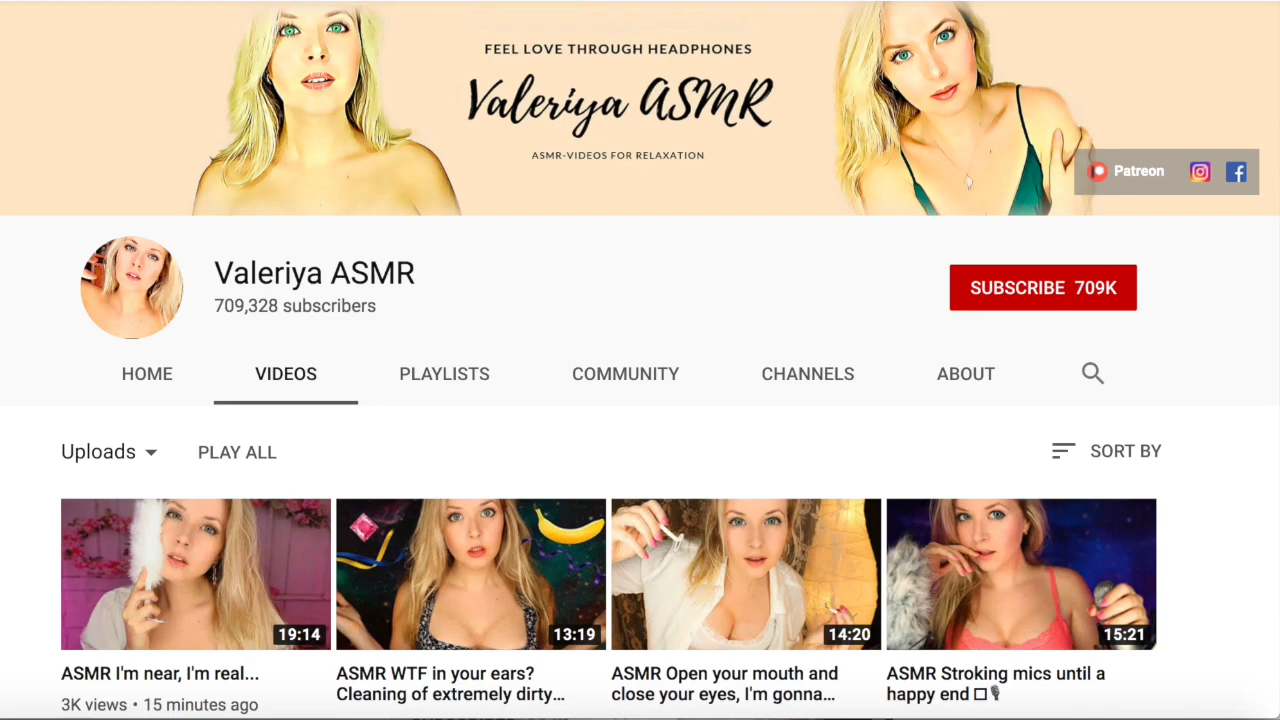 FEEL LOVE THROUGH HEADPHONES
Valeriya ASMR
ASMR-VIDEOS FOR RELAXATION
Patreon
Valeriya ASMR
709,328 subscribers
SUBSCRIBE 709K
HOME VIDEOS PLAYLISTS COMMUNITY CHANNELS ABOUT
Uploads PLAY ALL SORT BY
19:14 13:19 14:20 15:21
ASMR I'm near, I'm real...
3K views • 15 minutes ago
ASMR WTF in your ears?
Cleaning of extremely dirty...
ASMR Open your mouth and
close your eyes, I'm gonna...
ASMR Stroking mics until a
happy end